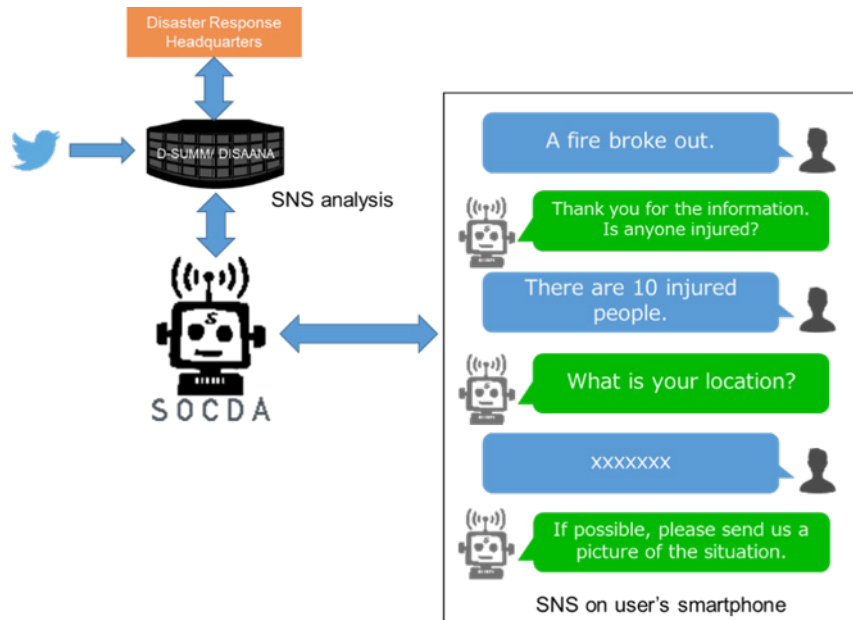 Disaster Response
Headquarters
D-SUMM/ DISAANA
SNS analysis
S
SOCDA
A fire broke out.
Thank you for the information.
Is anyone injured?
There are 10 injured
people.
What is your location?
xxxxxxx
If possible, please send us a
picture of the situation.
SNS on user's smartphone